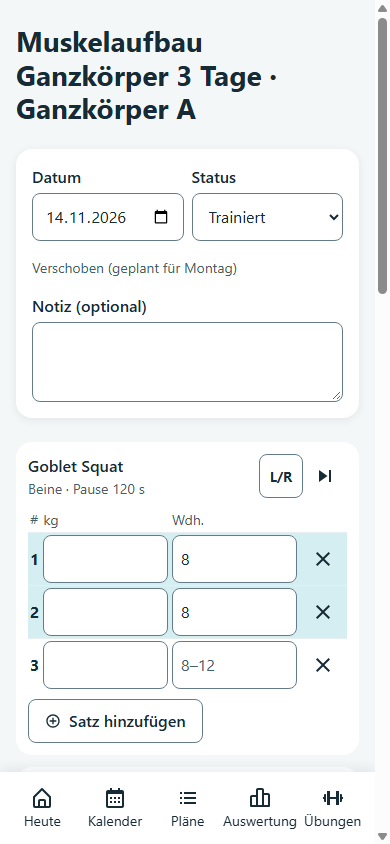 Muskelaufbau
Ganzkörper 3 Tage ·
Ganzkörper A
Datum
Status
14.11.2026
Trainiert
Verschoben (geplant für Montag)
Notiz (optional)
Goblet Squat
Beine · Pause 120 s
L/R
# kg
Wdh.
1
8
2
8
3
8–12
Satz hinzufügen
Heute
Kalender
Pläne
Auswertung
Übungen